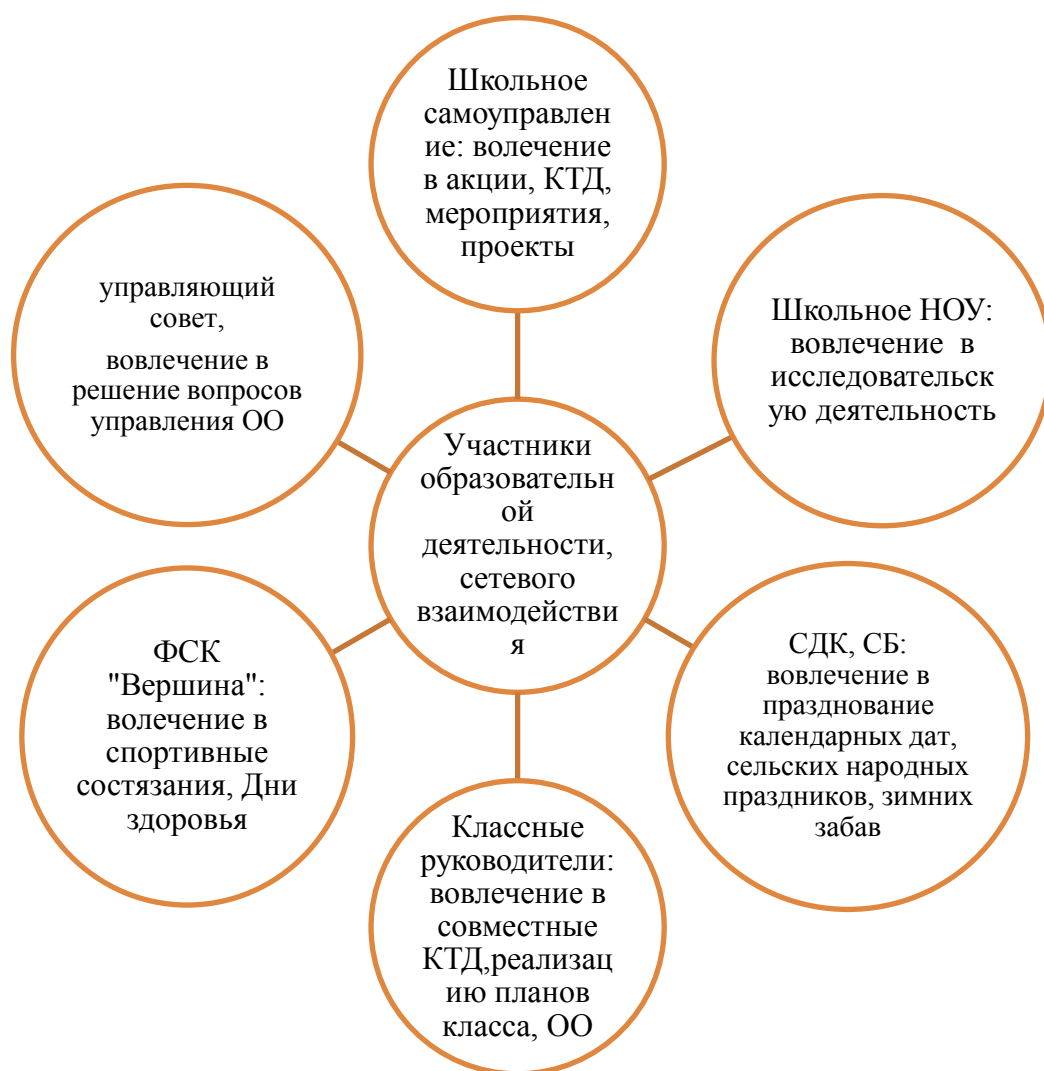 Школьное
самоуправлен
ие: волечение
в акции, КТД,
мероприятия,
проекты
управляющий
совет,
вовлечение в
решение вопросов
управления ОО
Школьное НОУ:
вовлечение  в
исследовательск
ую деятельность
Участники
образовательн
ой
деятельности,
сетевого
взаимодействи
я
ФСК
"Вершина":
волечение в
спортивные
состязания, Дни
здоровья
СДК, СБ:
вовлечение в
празднование
календарных дат,
сельских народных
праздников, зимних
забав
Классные
руководители:
вовлечение в
совместные
КТД,реализац
ию планов
класса, ОО